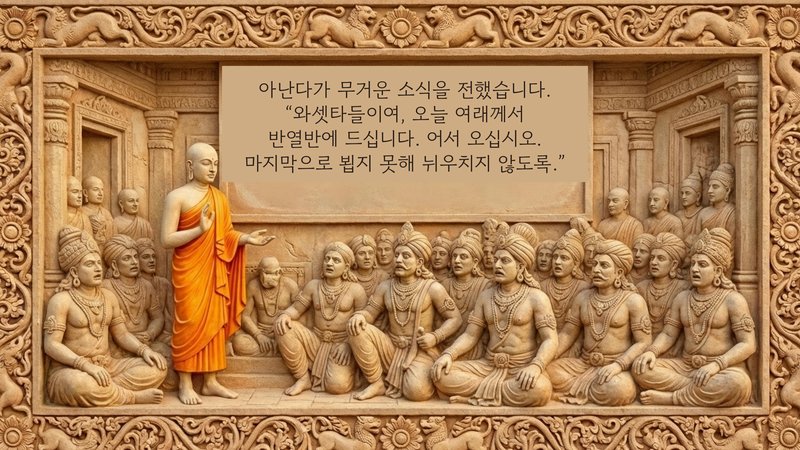 아난다가 무거운 소식을 전했습니다.
“와셋타들이여, 오늘 여래께서
반열반에 드십니다. 어서 오십시오.
마지막으로 뵙지 못해 뉘우치지 않도록.”